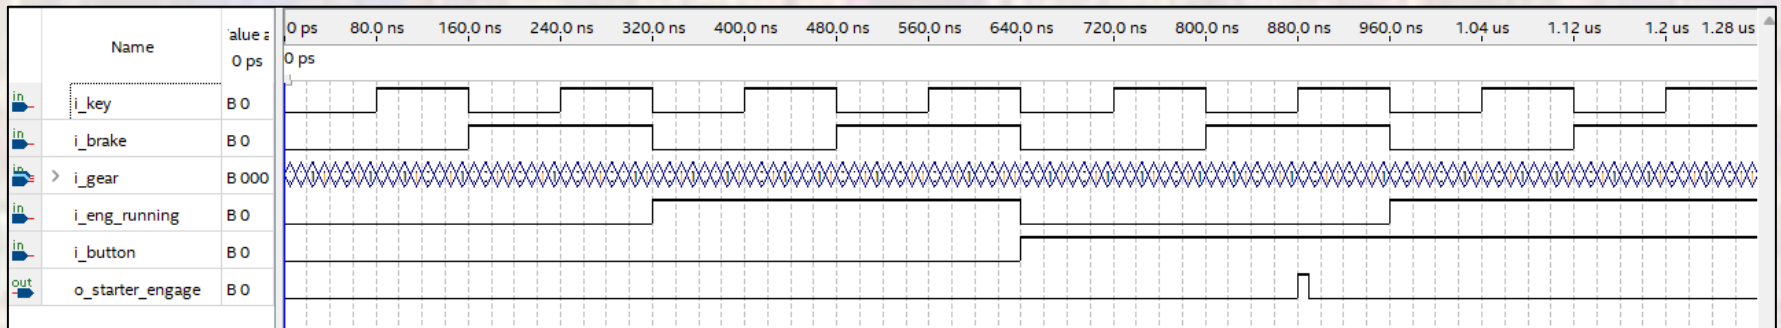 Name
'alue a
0 ps
0 ps 80.0 ns 160.0 ns 240.0 ns 320.0 ns 400.0 ns 480.0 ns 560.0 ns 640.0 ns 720.0 ns 800.0 ns 880.0 ns 960.0 ns 1.04 us 1.12 us 1.2 us 1.28 us
0 ps
in i_key B 0
in i_brake B 0
in > i_gear B 000
in i_eng_running B 0
in i_button B 0
out o_starter_engage B 0